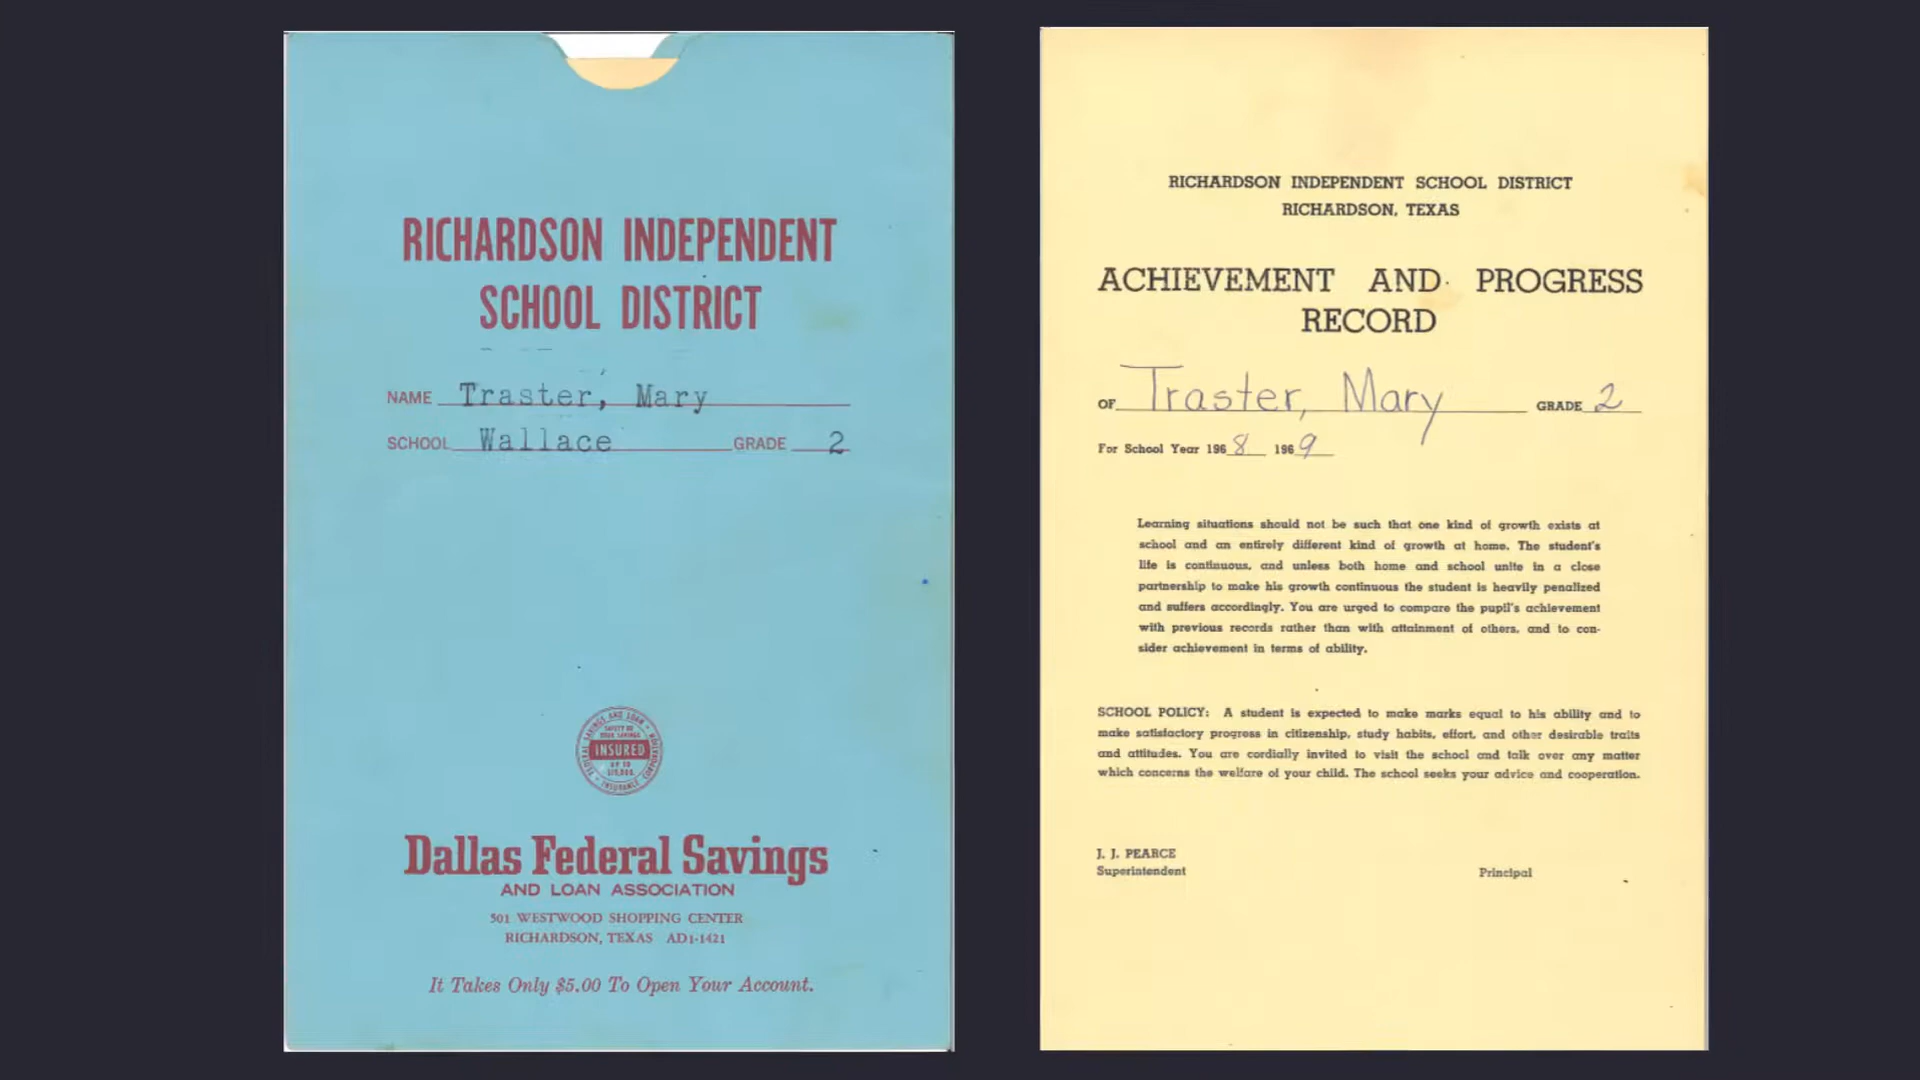 RICHARDSON INDEPENDENT
SCHOOL DISTRICT
NAME Traster, Mary
SCHOOL Wallace GRADE 2
INSURED
UP TO
Dallas Federal Savings
AND LOAN ASSOCIATION
501 WESTWOOD SHOPPING CENTER
RICHARDSON, TEXAS AD1-1421
It Takes Only $5.00 To Open Your Account.
RICHARDSON INDEPENDENT SCHOOL DISTRICT
RICHARDSON, TEXAS
ACHIEVEMENT AND PROGRESS
RECORD
OF Traster, Mary GRADE 2
For School Year 1968 1969
Learning situations should not be such that one kind of growth exists at
school and an entirely different kind of growth at home. The student's
life is continuous, and unless both home and school unite in a close
partnership to make his growth continuous the student is heavily penalized
and suffers accordingly. You are urged to compare the pupil's achievement
with previous records rather than with attainment of others, and to con-
sider achievement in terms of ability.
SCHOOL POLICY: A student is expected to make marks equal to his ability and to
make satisfactory progress in citizenship, study habits, effort, and other desirable traits
and attitudes. You are cordially invited to visit the school and talk over any matter
which concerns the welfare of your child. The school seeks your advice and cooperation.
J. J. PEARCE
Superintendent Principal